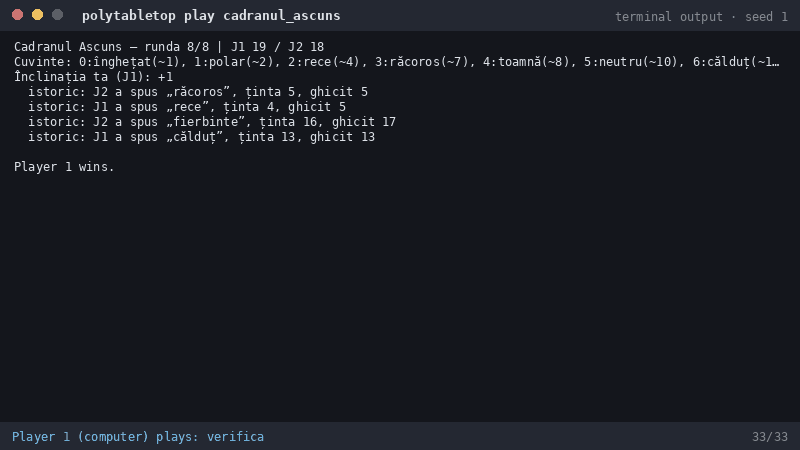 polytabletop play cadranul_ascuns
terminal output · seed 1
Cadranul Ascuns — runda 8/8 | J1 19 / J2 18
Cuvinte: 0:înghețat(~1), 1:polar(~2), 2:rece(~4), 3:răcoros(~7), 4:toamnă(~8), 5:neutru(~10), 6:călduț(~1…
Înclinația ta (J1): +1
istoric: J2 a spus „răcoros”, ținta 5, ghicit 5
istoric: J1 a spus „rece”, ținta 4, ghicit 5
istoric: J2 a spus „fierbinte”, ținta 16, ghicit 17
istoric: J1 a spus „călduț”, ținta 13, ghicit 13
Player 1 wins.
Player 1 (computer) plays: verifica
33/33